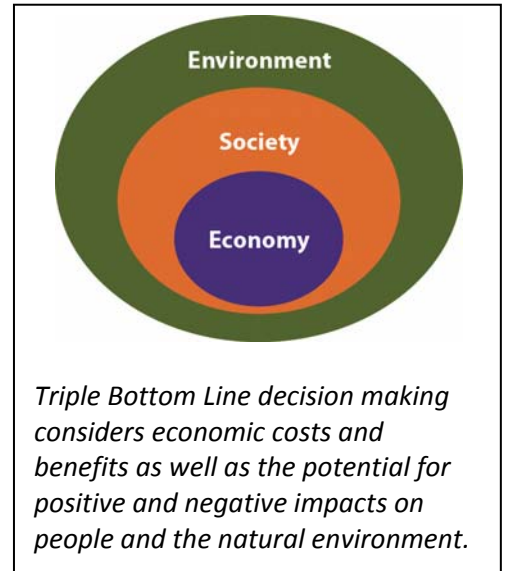 Environment
Society
Economy
Triple Bottom Line decision making
considers economic costs and
benefits as well as the potential for
positive and negative impacts on
people and the natural environment.